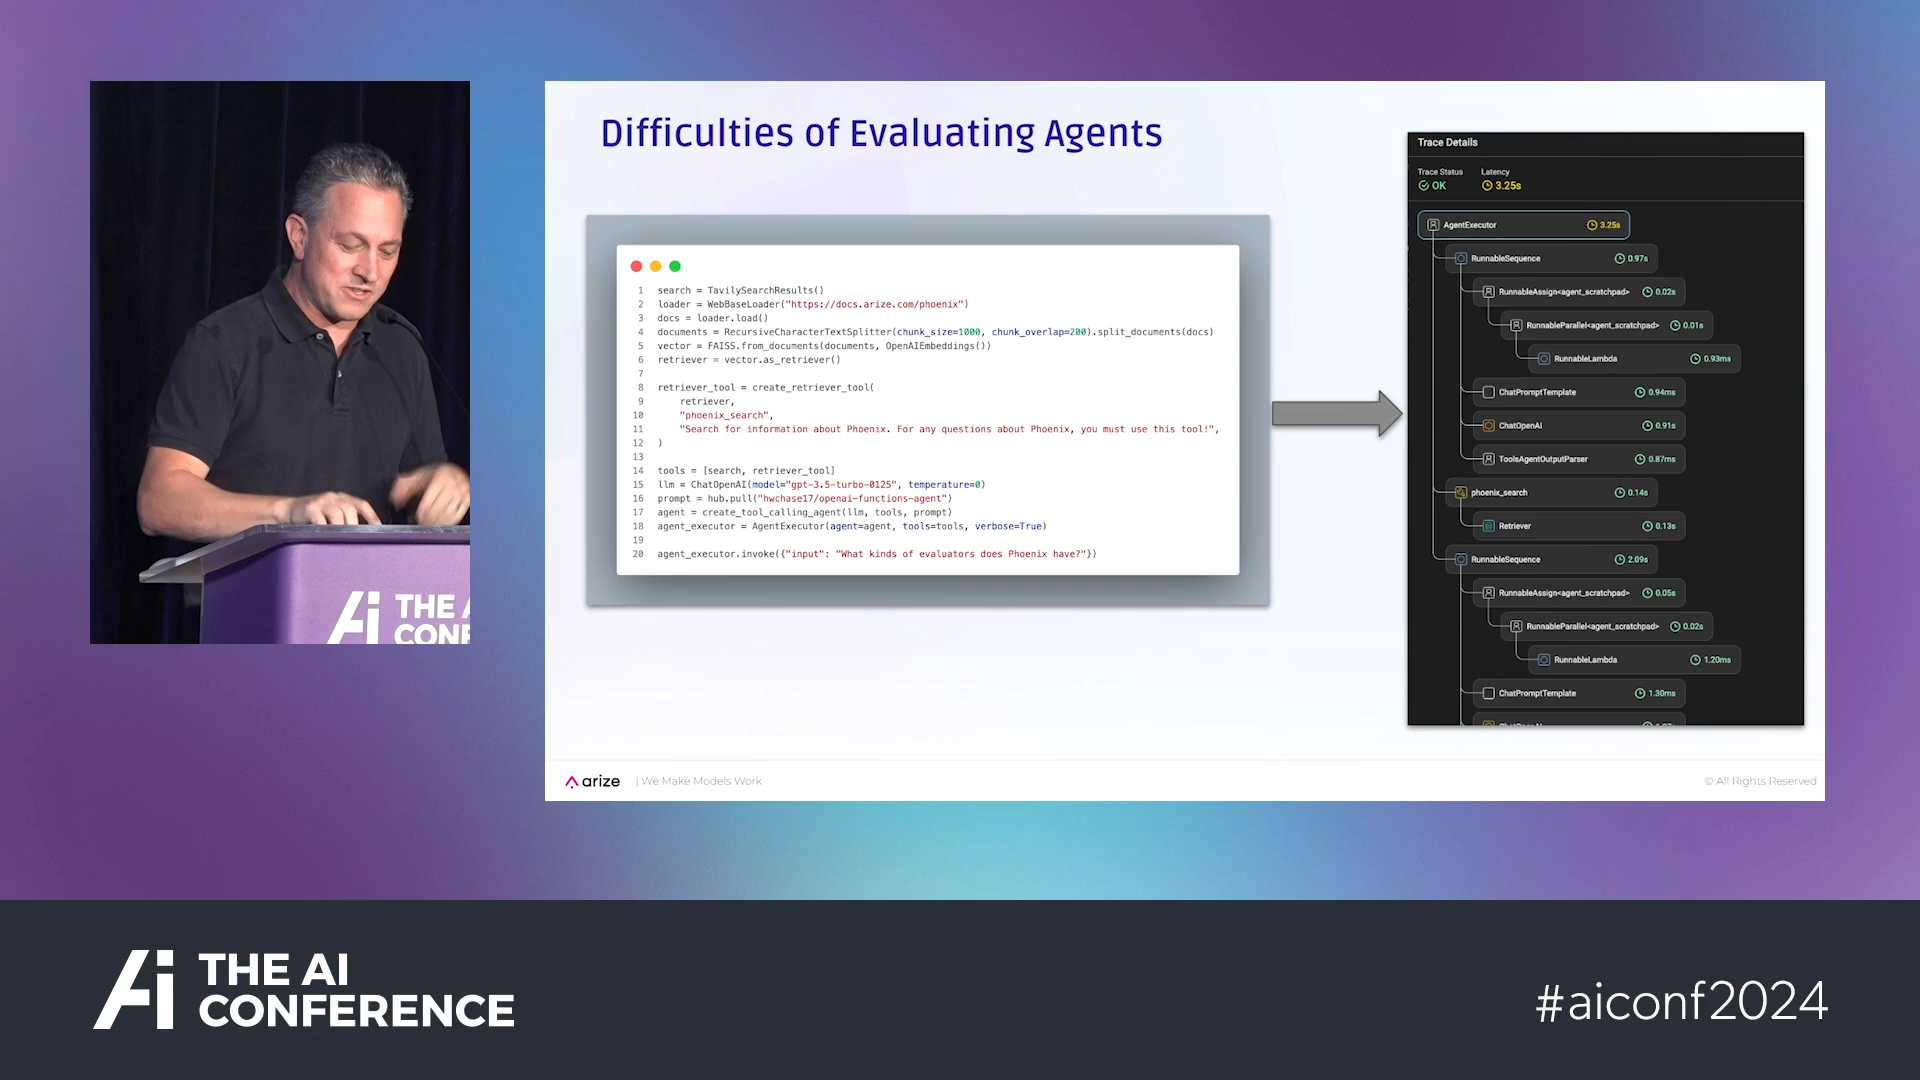 Difficulties of Evaluating Agents
1 search = TavilySearchResults()
2 loader = WebBaseLoader("https://docs.arize.com/phoenix")
3 docs = loader.load()
4 documents = RecursiveCharacterTextSplitter(chunk_size=1000, chunk_overlap=200).split_documents(docs)
5 vector = FAISS.from_documents(documents, OpenAIEmbeddings())
6 retriever = vector.as_retriever()
7
8 retriever_tool = create_retriever_tool(
9 retriever,
10 "phoenix_search",
11 "Search for information about Phoenix. For any questions about Phoenix, you must use this tool!",
12 )
13
14 tools = [search, retriever_tool]
15 llm = ChatOpenAI(model="gpt-3.5-turbo-0125", temperature=0)
16 prompt = hub.pull("hwchase17/openai-functions-agent")
17 agent = create_tool_calling_agent(llm, tools, prompt)
18 agent_executor = AgentExecutor(agent=agent, tools=tools, verbose=True)
19
20 agent_executor.invoke({"input": "What kinds of evaluators does Phoenix have?"})
Trace Details
Trace Status Latency
OK 3.25s
AgentExecutor 3.25s
RunnableSequence 0.97s
RunnableAssign<agent_scratchpad> 0.02s
RunnableParallel<agent_scratchpad> 0.01s
RunnableLambda 0.93ms
ChatPromptTemplate 0.94ms
ChatOpenAI 0.91s
ToolsAgentOutputParser 0.87ms
phoenix_search 0.14s
Retriever 0.13s
RunnableSequence 2.09s
RunnableAssign<agent_scratchpad> 0.05s
RunnableParallel<agent_scratchpad> 0.02s
RunnableLambda 1.20ms
ChatPromptTemplate 1.30ms
arize | We Make Models Work
© All Rights Reserved
Ai THE A
CONF
Ai THE AI
CONFERENCE
#aiconf2024